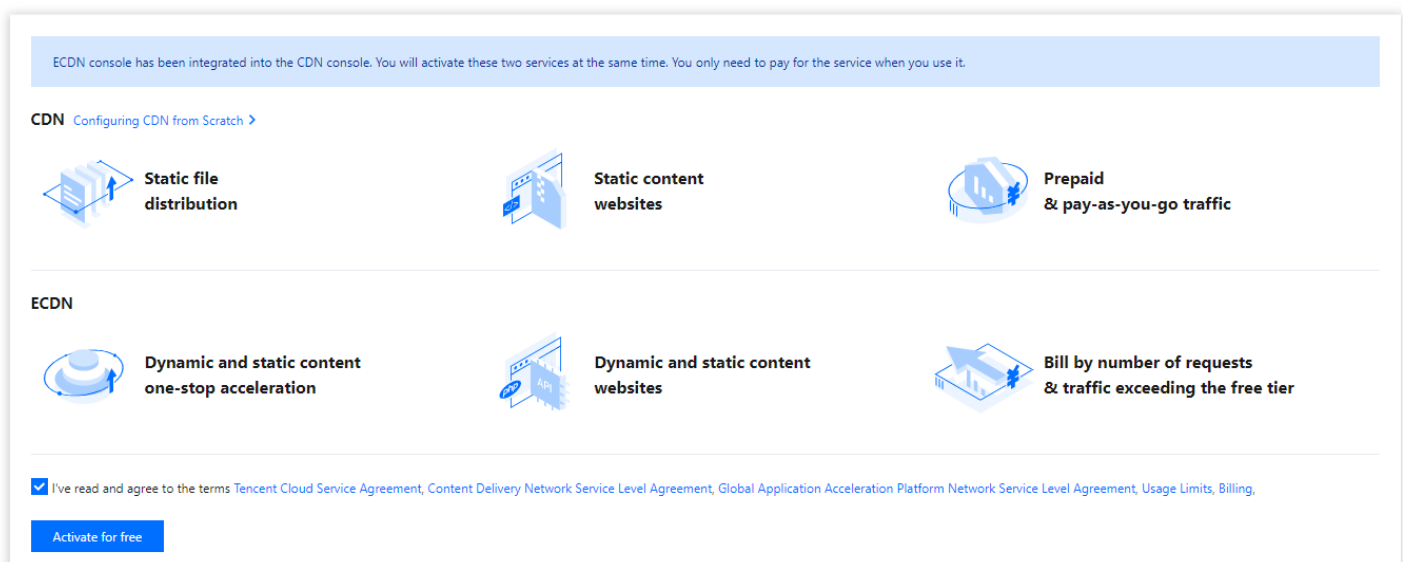 ECDN console has been integrated into the CDN console. You will activate these two services at the same time. You only need to pay for the service when you use it.
CDN Configuring CDN from Scratch >
Static file
distribution
</>
Static content
websites
Prepaid
& pay-as-you-go traffic
ECDN
Dynamic and static content
one-stop acceleration
php
API
Dynamic and static content
websites
Bill by number of requests
& traffic exceeding the free tier
I've read and agree to the terms Tencent Cloud Service Agreement, Content Delivery Network Service Level Agreement, Global Application Acceleration Platform Network Service Level Agreement, Usage Limits, Billing,
Activate for free